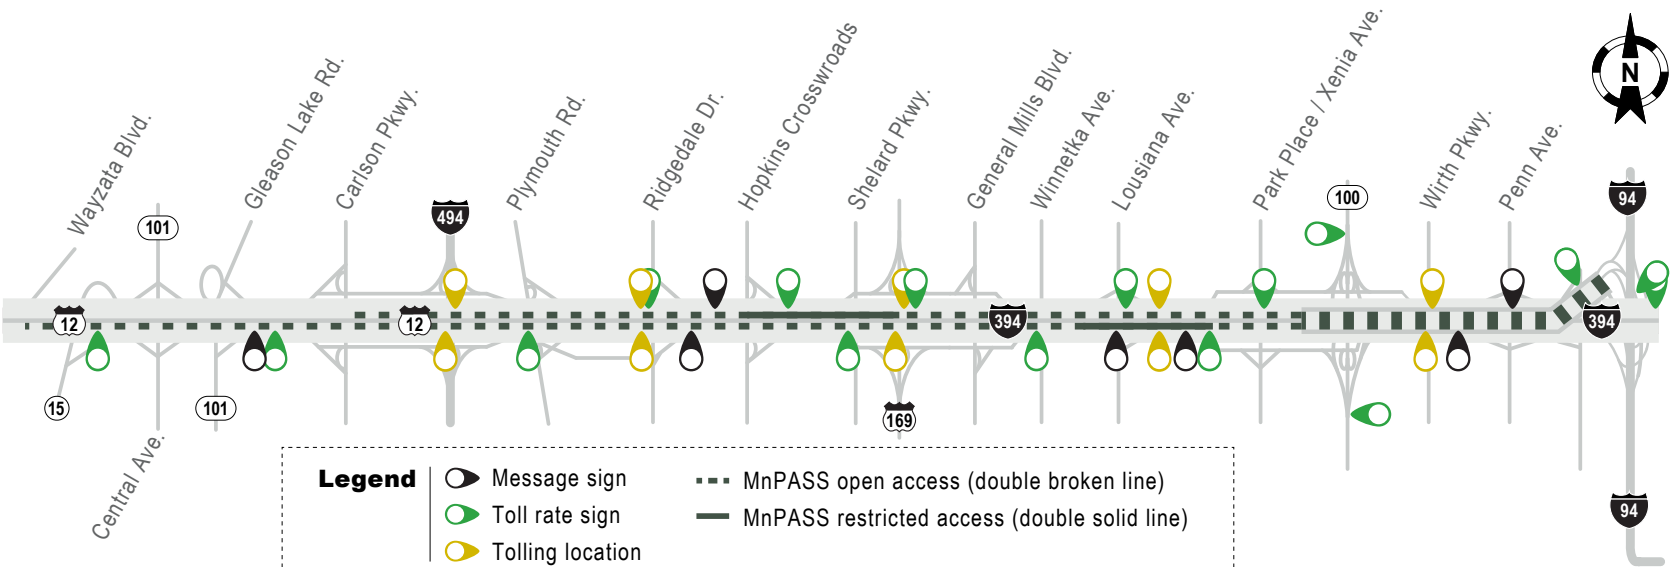 Wayzata Blvd.
Gleason Lake Rd.
Carlson Pkwy.
Plymouth Rd.
Ridgedale Dr.
Hopkins Crosswroads
Shelard Pkwy.
General Mills Blvd.
Winnetka Ave.
Lousiana Ave.
Park Place / Xenia Ave.
Wirth Pkwy.
Penn Ave.
N
101
494
100
94
12
12
394
394
15
101
169
94
Central Ave.
Legend
Message sign
Toll rate sign
Tolling location
MnPASS open access (double broken line)
MnPASS restricted access (double solid line)